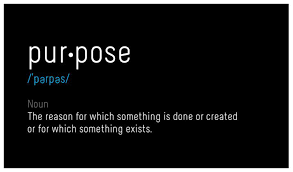 pur•pose
/ˈpərpəs/
Noun
The reason for which something is done or created
or for which something exists.